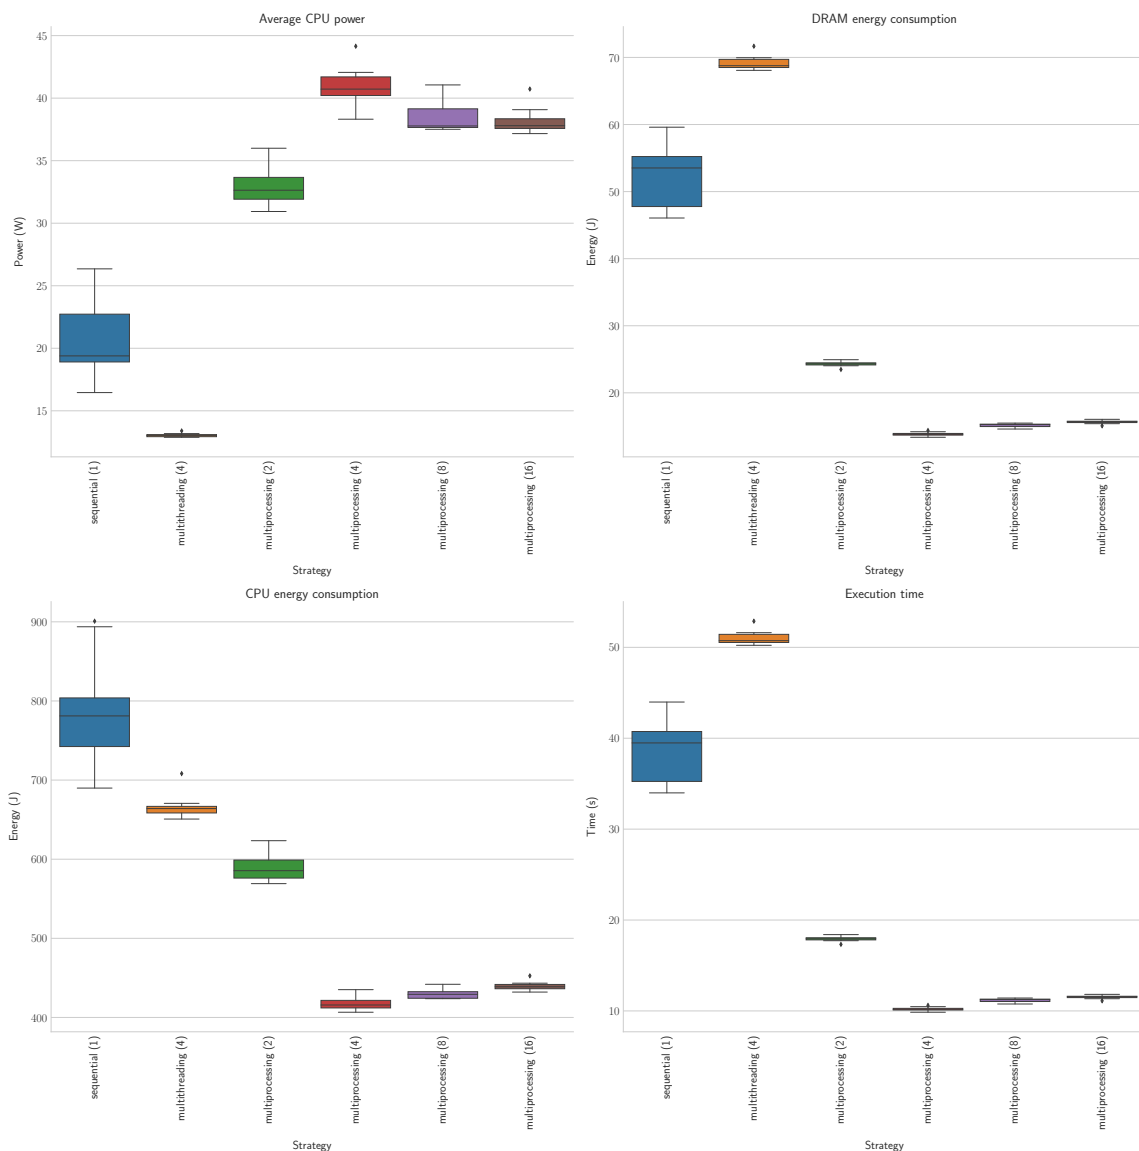 Average CPU power
45
40
35
30
25
20
15
Power (W)
sequential (1)
multithreading (4)
multiprocessing (2)
multiprocessing (4)
multiprocessing (8)
multiprocessing (16)
Strategy
DRAM energy consumption
70
60
50
40
30
20
Energy (J)
sequential (1)
multithreading (4)
multiprocessing (2)
multiprocessing (4)
multiprocessing (8)
multiprocessing (16)
Strategy
CPU energy consumption
900
800
700
600
500
400
Energy (J)
sequential (1)
multithreading (4)
multiprocessing (2)
multiprocessing (4)
multiprocessing (8)
multiprocessing (16)
Strategy
Execution time
50
40
30
20
10
Time (s)
sequential (1)
multithreading (4)
multiprocessing (2)
multiprocessing (4)
multiprocessing (8)
multiprocessing (16)
Strategy